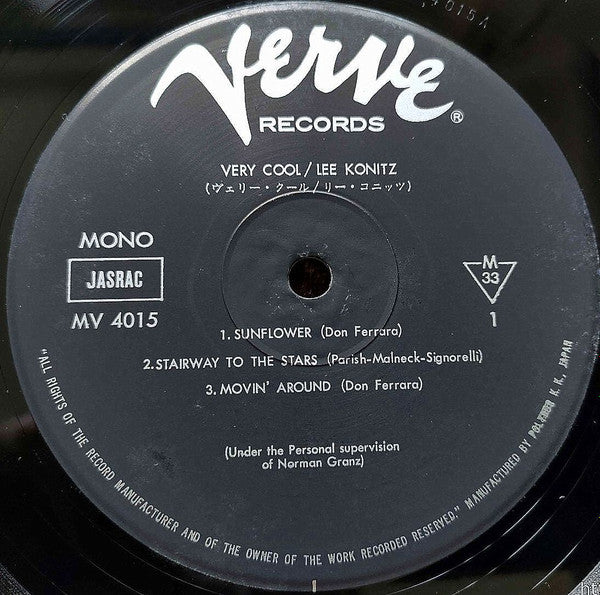 4015A
Verve®
RECORDS
VERY COOL / LEE KONITZ
(ヴェリー・クール/リー・コニッツ)
MONO
JASRAC
MV 4015
M
33
1
1. SUNFLOWER (Don Ferrara)
2. STAIRWAY TO THE STARS (Parish-Malneck-Signorelli)
3. MOVIN' AROUND (Don Ferrara)
(Under the Personal supervision
of Norman Granz)
"ALL RIGHTS OF THE RECORD MANUFACTURER AND OF THE OWNER OF THE WORK RECORDED RESERVED." MANUFACTURED BY POLYDOR K. K., JAPAN